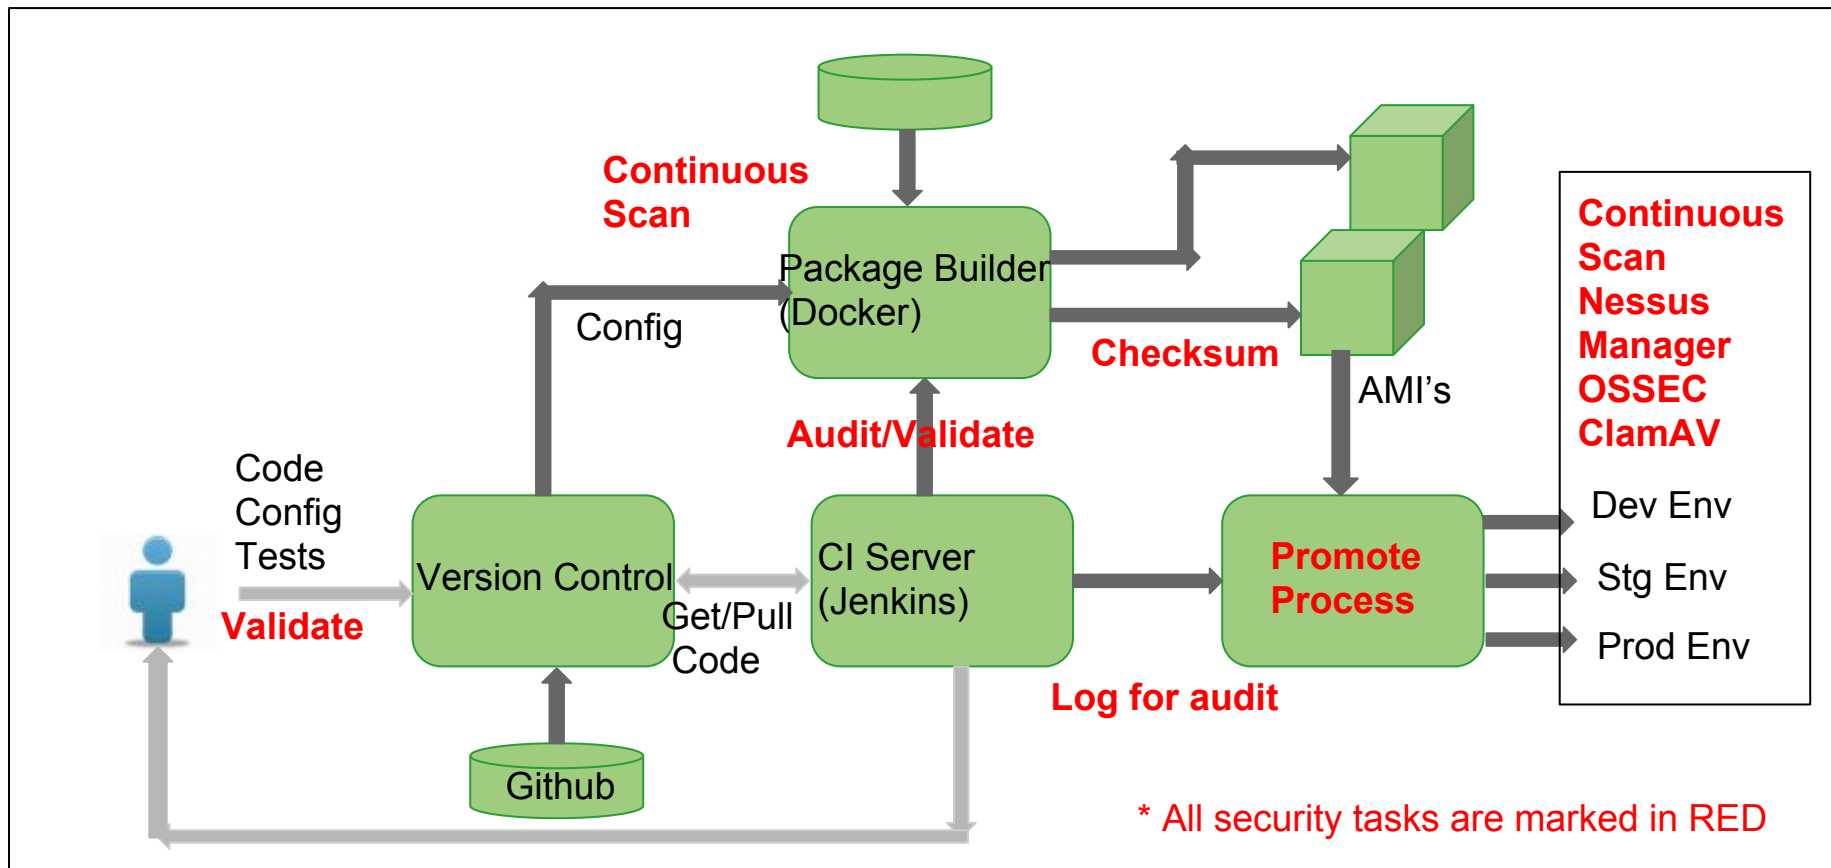 Continuous
Scan
Package Builder
(Docker)
Config
Checksum
AMI's
Continuous
Scan
Nessus
Manager
OSSEC
ClamAV
Audit/Validate
Code
Config
Tests
Validate
Version Control
Get/Pull
Code
CI Server
(Jenkins)
Promote
Process
Dev Env
Stg Env
Prod Env
Log for audit
Github
* All security tasks are marked in RED